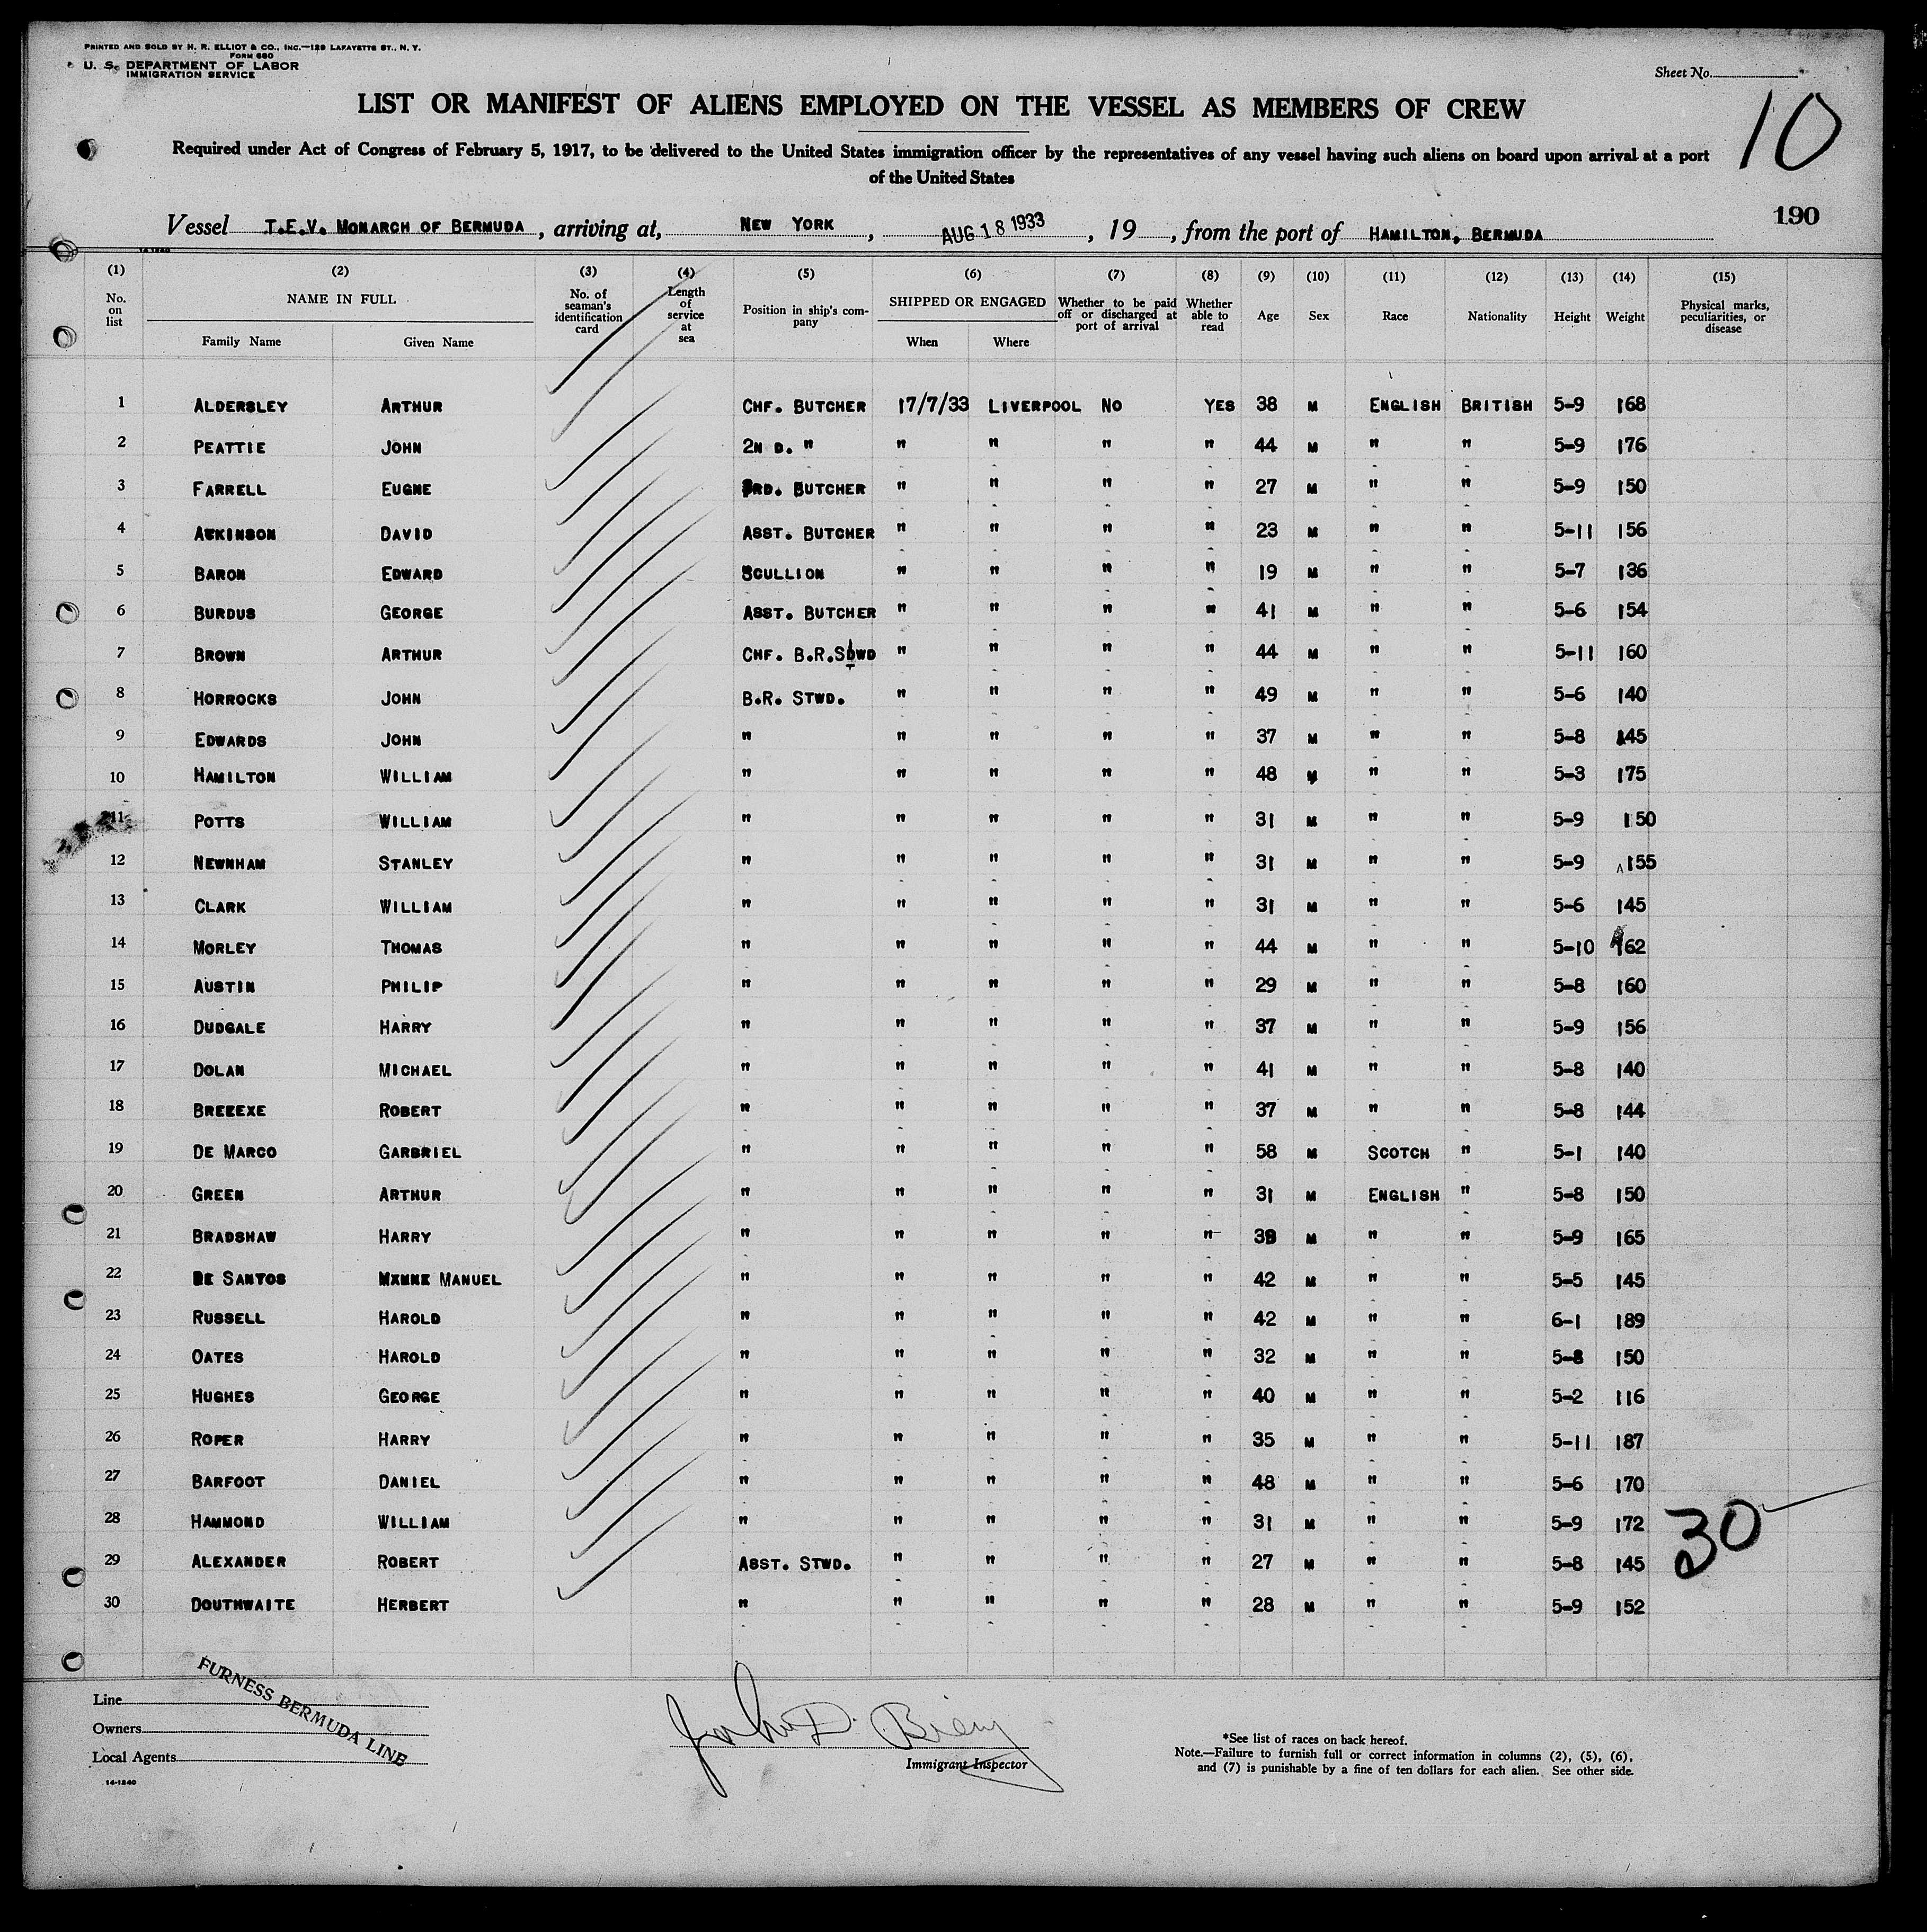 PRINTED AND SOLD BY H. R. ELLIOT & CO., INC.—129 LAFAYETTE ST., N. Y.
FORM 680
U. S. DEPARTMENT OF LABOR
IMMIGRATION SERVICE
Sheet No.
LIST OR MANIFEST OF ALIENS EMPLOYED ON THE VESSEL AS MEMBERS OF CREW
10
Required under Act of Congress of February 5, 1917, to be delivered to the United States immigration officer by the representatives of any vessel having such aliens on board upon arrival at a port
of the United States
190
Vessel T.E.V. MONARCH OF BERMUDA, arriving at, NEW YORK, AUG 18 1933, 19, from the port of HAMILTON, BERMUDA
14-1240
(1) (2) (3) (4) (5) (6) (7) (8) (9) (10) (11) (12) (13) (14) (15)
No. on list NAME IN FULL Family Name Given Name No. of seaman's identification card Length of service at sea Position in ship's company SHIPPED OR ENGAGED When Where Whether to be paid off or discharged at port of arrival Whether able to read Age Sex Race Nationality Height Weight Physical marks, peculiarities, or disease
1 ALDERSLEY ARTHUR CHF. BUTCHER 17/7/33 LIVERPOOL NO YES 38 M ENGLISH BRITISH 5-9 168
2 PEATTIE JOHN 2N D. " " " " " 44 M " " 5-9 176
3 FARRELL EUGNE 3RD. BUTCHER " " " " 27 M " " 5-9 150
4 ATKINSON DAVID ASST. BUTCHER " " " " 23 M " " 5-11 156
5 BARON EDWARD SCULLION " " " " 19 M " " 5-7 136
6 BURDUS GEORGE ASST. BUTCHER " " " " 41 M " " 5-6 154
7 BROWN ARTHUR CHF. B.R.STWD " " " " 44 M " " 5-11 160
8 HORROCKS JOHN B.R. STWD. " " " " 49 M " " 5-6 140
9 EDWARDS JOHN " " " " " 37 M " " 5-8 145
10 HAMILTON WILLIAM " " " " " 48 M " " 5-3 175
11 POTTS WILLIAM " " " " " 31 M " " 5-9 150
12 NEWNHAM STANLEY " " " " " 31 M " " 5-9 155
13 CLARK WILLIAM " " " " " 31 M " " 5-6 145
14 MORLEY THOMAS " " " " " 44 M " " 5-10 162
15 AUSTIN PHILIP " " " " " 29 M " " 5-8 160
16 DUDGALE HARRY " " " " " 37 M " " 5-9 156
17 DOLAN MICHAEL " " " " " 41 M " " 5-8 140
18 BREEEXE ROBERT " " " " " 37 M " " 5-8 144
19 DE MARCO GARBRIEL " " " " " 58 M SCOTCH " 5-1 140
20 GREEN ARTHUR " " " " " 31 M ENGLISH " 5-8 150
21 BRADSHAW HARRY " " " " " 39 M " " 5-9 165
22 DE SANTOS MANUEL " " " " " 42 M " " 5-5 145
23 RUSSELL HAROLD " " " " " 42 M " " 6-1 189
24 OATES HAROLD " " " " " 32 M " " 5-8 150
25 HUGHES GEORGE " " " " " 40 M " " 5-2 116
26 ROPER HARRY " " " " " 35 M " " 5-11 187
27 BARFOOT DANIEL " " " " " 48 M " " 5-6 170
28 HAMMOND WILLIAM " " " " " 31 M " " 5-9 172
30
29 ALEXANDER ROBERT ASST. STWD. " " " " 27 M " " 5-8 145
30 DOUTHWAITE HERBERT " " " " " 28 M " " 5-9 152
FURNESS BERMUDA LINE
Line
Owners
Local Agents
14-1240
John D.
Immigrant Inspector
*See list of races on back hereof.
Note.—Failure to furnish full or correct information in columns (2), (5), (6),
and (7) is punishable by a fine of ten dollars for each alien. See other side.